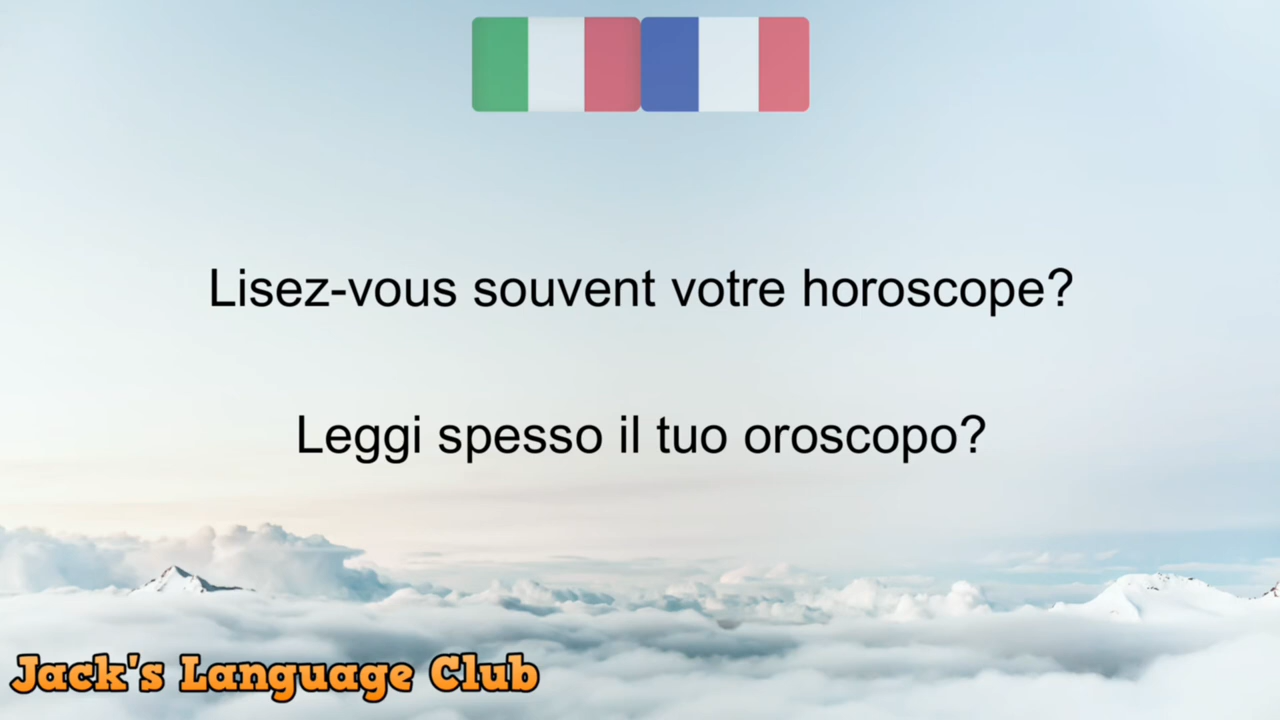 Lisez-vous souvent votre horoscope?
Leggi spesso il tuo oroscopo?
Jack's Language Club